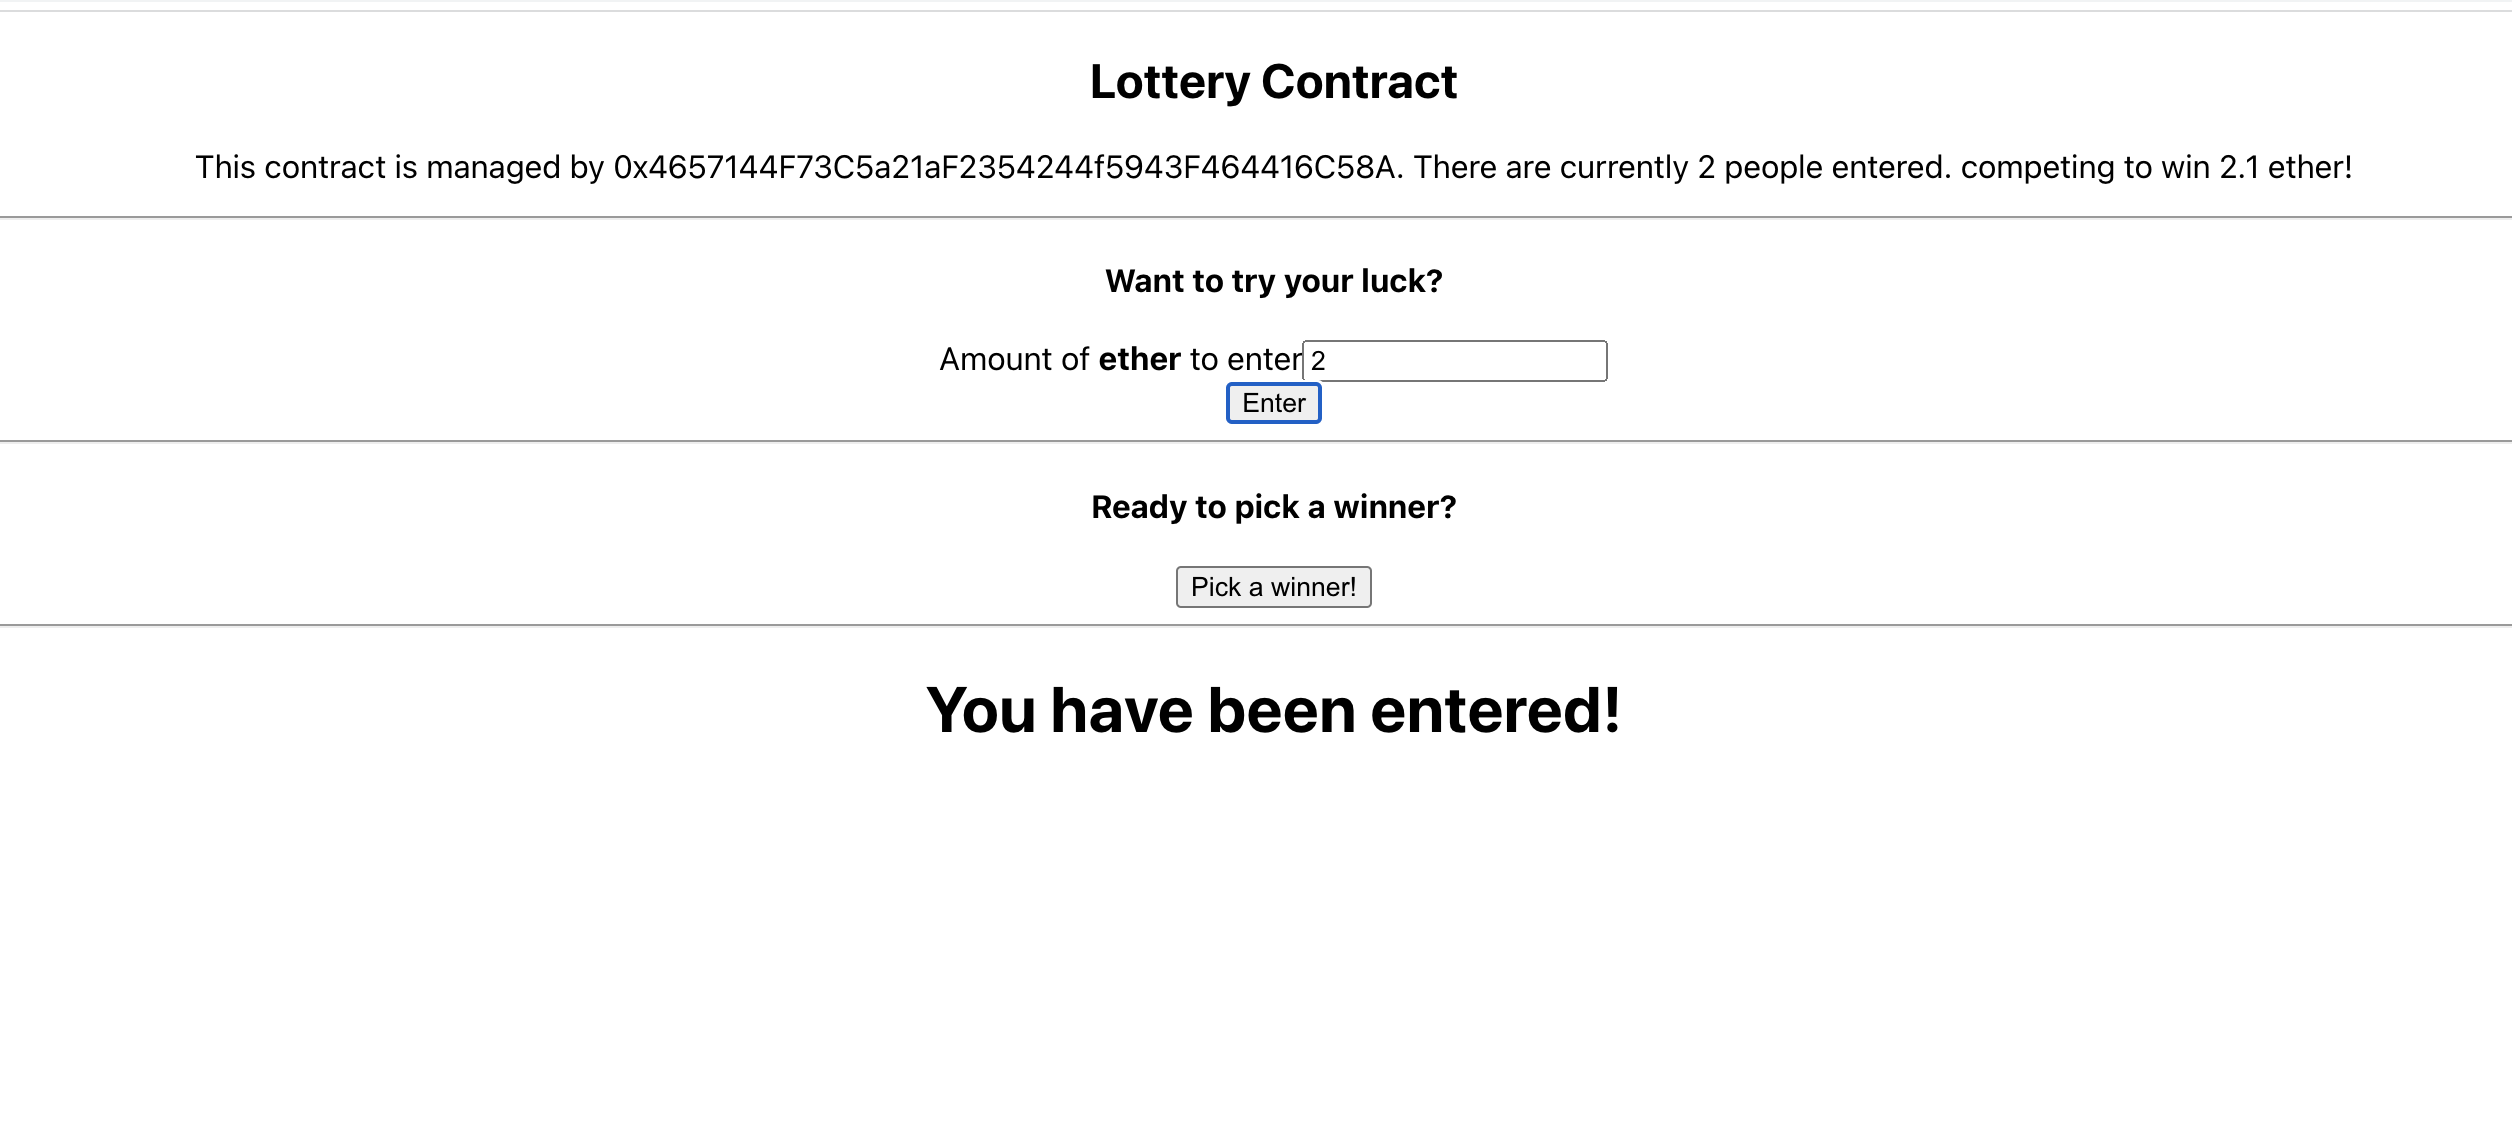 Lottery Contract
This contract is managed by 0x4657144F73C5a21aF2354244f5943F464416C58A. There are currently 2 people entered. competing to win 2.1 ether!
Want to try your luck?
Amount of ether to enter 2
Enter
Ready to pick a winner?
Pick a winner!
You have been entered!